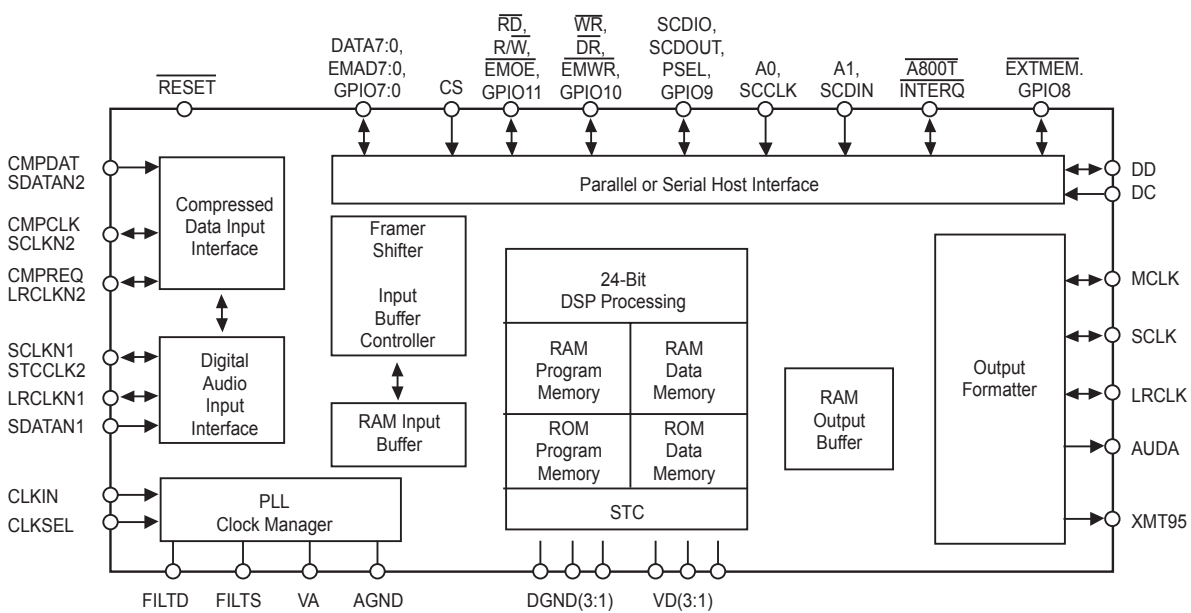 RD,
WR,
SCDIO,
DATA7:0,
R/W,
DR,
SCDOUT,
EMAD7:0,
EMOE,
EMWR,
PSEL,
A0,
A1,
A800T
EXTMEM.
RESET
GPIO7:0
CS
GPIO11
GPIO10
GPIO9
SCCLK
SCDIN
INTERQ
GPIO8
CMPDAT
SDATAN2
CMPCLK
SCLKN2
CMPREQ
LRCLKN2
SCLKN1
STCCLK2
LRCLKN1
SDATAN1
CLKIN
CLKSEL
Compressed
Data Input
Interface
Digital
Audio
Input
Interface
PLL
Clock Manager
Parallel or Serial Host Interface
Framer
Shifter
Input
Buffer
Controller
RAM Input
Buffer
24-Bit
DSP Processing
RAM
Program
Memory
RAM
Data
Memory
ROM
Program
Memory
ROM
Data
Memory
STC
RAM
Output
Buffer
Output
Formatter
DD
DC
MCLK
SCLK
LRCLK
AUDA
XMT95
FILTD
FILTS
VA
AGND
DGND(3:1)
VD(3:1)